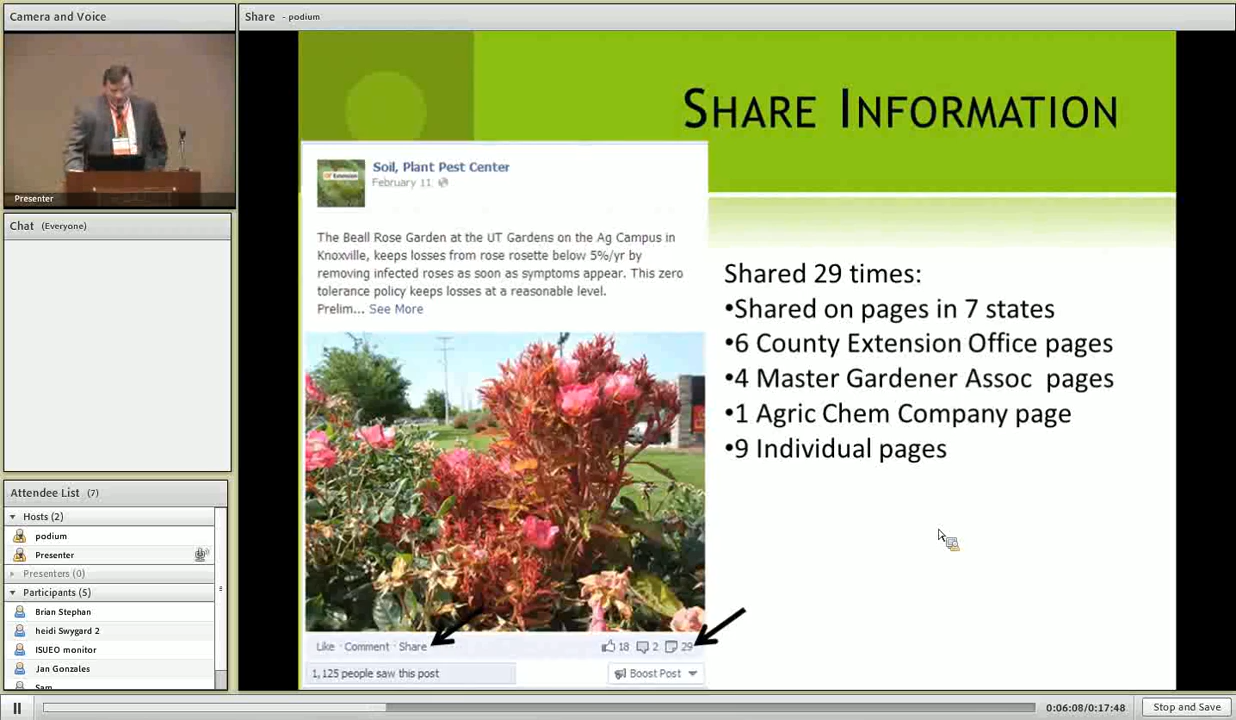 Camera and Voice
Share - podium
Presenter
SHARE INFORMATION
Soil, Plant Pest Center
February 11
The Beall Rose Garden at the UT Gardens on the Ag Campus in
Knoxville, keeps losses from rose rosette below 5%/yr by
removing infected roses as soon as symptoms appear. This zero
tolerance policy keeps losses at a reasonable level.
Prelim... See More
Like · Comment · Share
18 2 29
1,125 people saw this post
Boost Post
Shared 29 times:
•Shared on pages in 7 states
•6 County Extension Office pages
•4 Master Gardener Assoc pages
•1 Agric Chem Company page
•9 Individual pages
Chat (Everyone)
Attendee List (7)
Hosts (2)
podium
Presenter
Presenters (0)
Participants (5)
Brian Stephan
heidi Swygard 2
ISUEO monitor
Jan Gonzales
Sam
0:06:08/0:17:48
Stop and Save